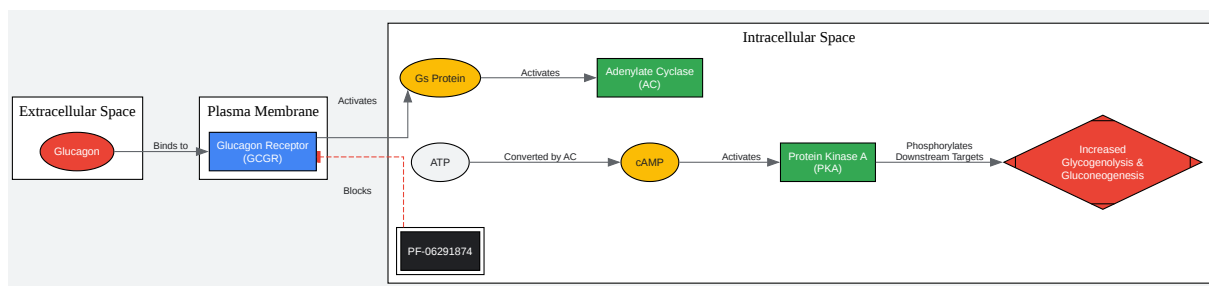 Intracellular Space
Gs Protein
Activates
Adenylate Cyclase
(AC)
Extracellular Space
Plasma Membrane
Activates
Glucagon
Binds to
Glucagon Receptor
(GCGR)
ATP
Converted by AC
cAMP
Activates
Protein Kinase A
(PKA)
Phosphorylates
Downstream Targets
Increased
Glycogenolysis &
Gluconeogenesis
Blocks
PF-06291874